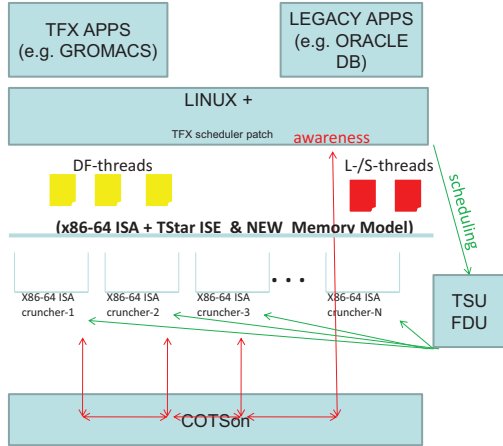 TFX APPS
(e.g. GROMACS)
LEGACY APPS
(e.g. ORACLE
DB)
LINUX +
TFX scheduler patch
awareness
DF-threads
L-/S-threads
scheduling
(x86-64 ISA + TStar ISE & NEW Memory Model)
...
X86-64 ISA
cruncher-1
X86-64 ISA
cruncher-2
X86-64 ISA
cruncher-3
X86-64 ISA
cruncher-N
TSU
FDU
COTSon